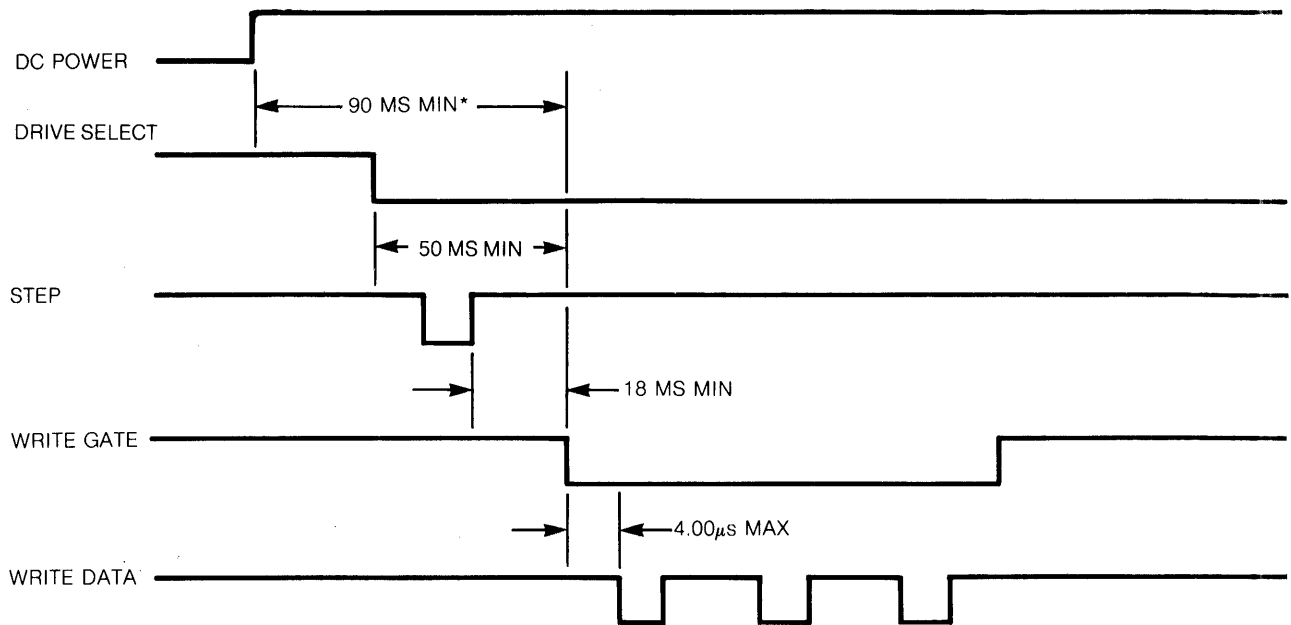 DC POWER
90 MS MIN*
DRIVE SELECT
50 MS MIN
STEP
18 MS MIN
WRITE GATE
4.00μs MAX
WRITE DATA